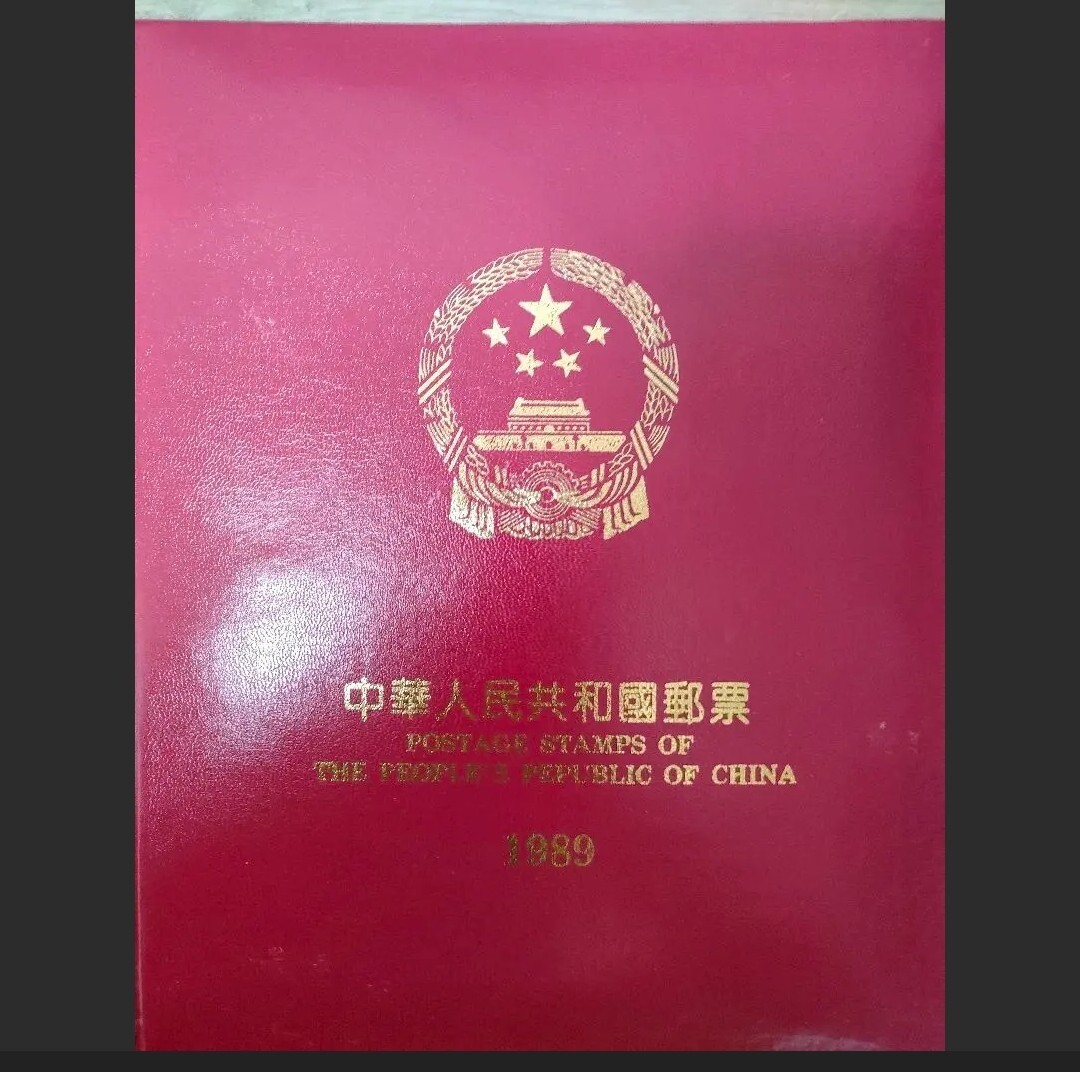 中華人民共和國郵票
POSTAGE STAMPS OF
THE PEOPLE'S REPUBLIC OF CHINA
1989